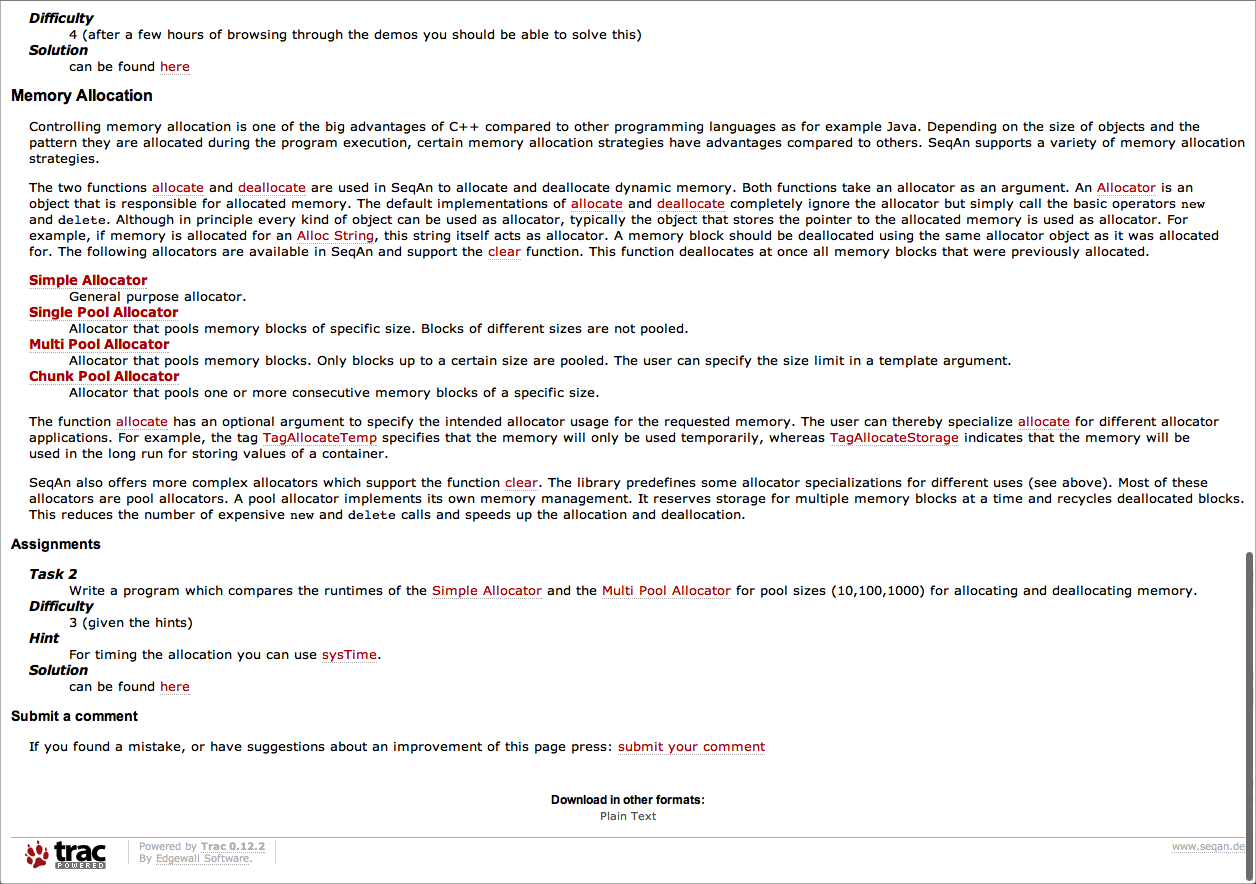 Difficulty
4 (after a few hours of browsing through the demos you should be able to solve this)
Solution
can be found here
Memory Allocation
Controlling memory allocation is one of the big advantages of C++ compared to other programming languages as for example Java. Depending on the size of objects and the
pattern they are allocated during the program execution, certain memory allocation strategies have advantages compared to others. SeqAn supports a variety of memory allocation
strategies.
The two functions allocate and deallocate are used in SeqAn to allocate and deallocate dynamic memory. Both functions take an allocator as an argument. An Allocator is an
object that is responsible for allocated memory. The default implementations of allocate and deallocate completely ignore the allocator but simply call the basic operators new
and delete. Although in principle every kind of object can be used as allocator, typically the object that stores the pointer to the allocated memory is used as allocator. For
example, if memory is allocated for an Alloc String, this string itself acts as allocator. A memory block should be deallocated using the same allocator object as it was allocated
for. The following allocators are available in SeqAn and support the clear function. This function deallocates at once all memory blocks that were previously allocated.
Simple Allocator
General purpose allocator.
Single Pool Allocator
Allocator that pools memory blocks of specific size. Blocks of different sizes are not pooled.
Multi Pool Allocator
Allocator that pools memory blocks. Only blocks up to a certain size are pooled. The user can specify the size limit in a template argument.
Chunk Pool Allocator
Allocator that pools one or more consecutive memory blocks of a specific size.
The function allocate has an optional argument to specify the intended allocator usage for the requested memory. The user can thereby specialize allocate for different allocator
applications. For example, the tag TagAllocateTemp specifies that the memory will only be used temporarily, whereas TagAllocateStorage indicates that the memory will be
used in the long run for storing values of a container.
SeqAn also offers more complex allocators which support the function clear. The library predefines some allocator specializations for different uses (see above). Most of these
allocators are pool allocators. A pool allocator implements its own memory management. It reserves storage for multiple memory blocks at a time and recycles deallocated blocks.
This reduces the number of expensive new and delete calls and speeds up the allocation and deallocation.
Assignments
Task 2
Write a program which compares the runtimes of the Simple Allocator and the Multi Pool Allocator for pool sizes (10,100,1000) for allocating and deallocating memory.
Difficulty
3 (given the hints)
Hint
For timing the allocation you can use sysTime.
Solution
can be found here
Submit a comment
If you found a mistake, or have suggestions about an improvement of this page press: submit your comment
Download in other formats:
Plain Text
trac
POWERED
Powered by Trac 0.12.2
By Edgewall Software.
www.seqan.de